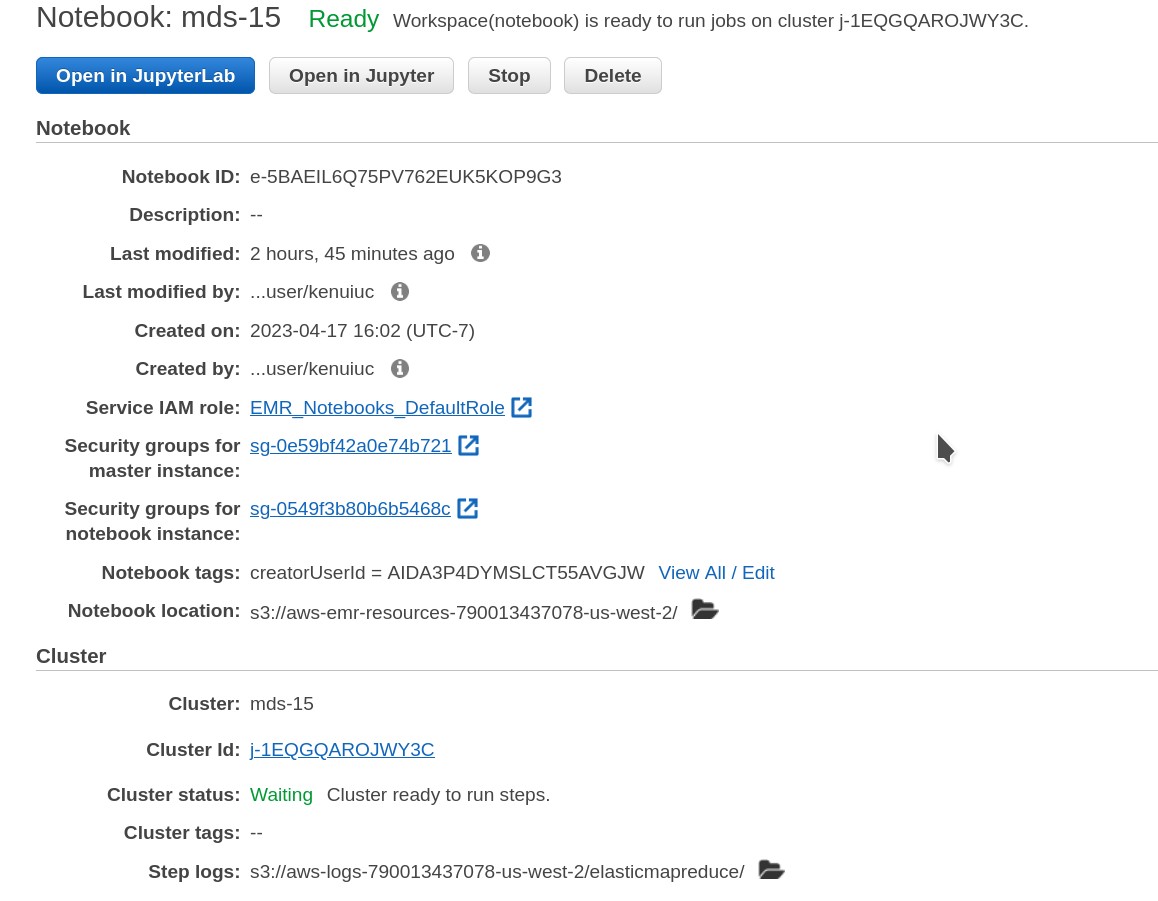 Notebook: mds-15 Ready Workspace(notebook) is ready to run jobs on cluster j-1EQGQAROJWY3C.
Open in JupyterLab Open in Jupyter Stop Delete
Notebook
Notebook ID: e-5BAEIL6Q75PV762EUK5KOP9G3
Description: --
Last modified: 2 hours, 45 minutes ago
Last modified by: ...user/kenuiuc
Created on: 2023-04-17 16:02 (UTC-7)
Created by: ...user/kenuiuc
Service IAM role: EMR_Notebooks_DefaultRole
Security groups for master instance: sg-0e59bf42a0e74b721
Security groups for notebook instance: sg-0549f3b80b6b5468c
Notebook tags: creatorUserId = AIDA3P4DYMSLCT55AVGJW View All / Edit
Notebook location: s3://aws-emr-resources-790013437078-us-west-2/
Cluster
Cluster: mds-15
Cluster Id: j-1EQGQAROJWY3C
Cluster status: Waiting Cluster ready to run steps.
Cluster tags: --
Step logs: s3://aws-logs-790013437078-us-west-2/elasticmapreduce/